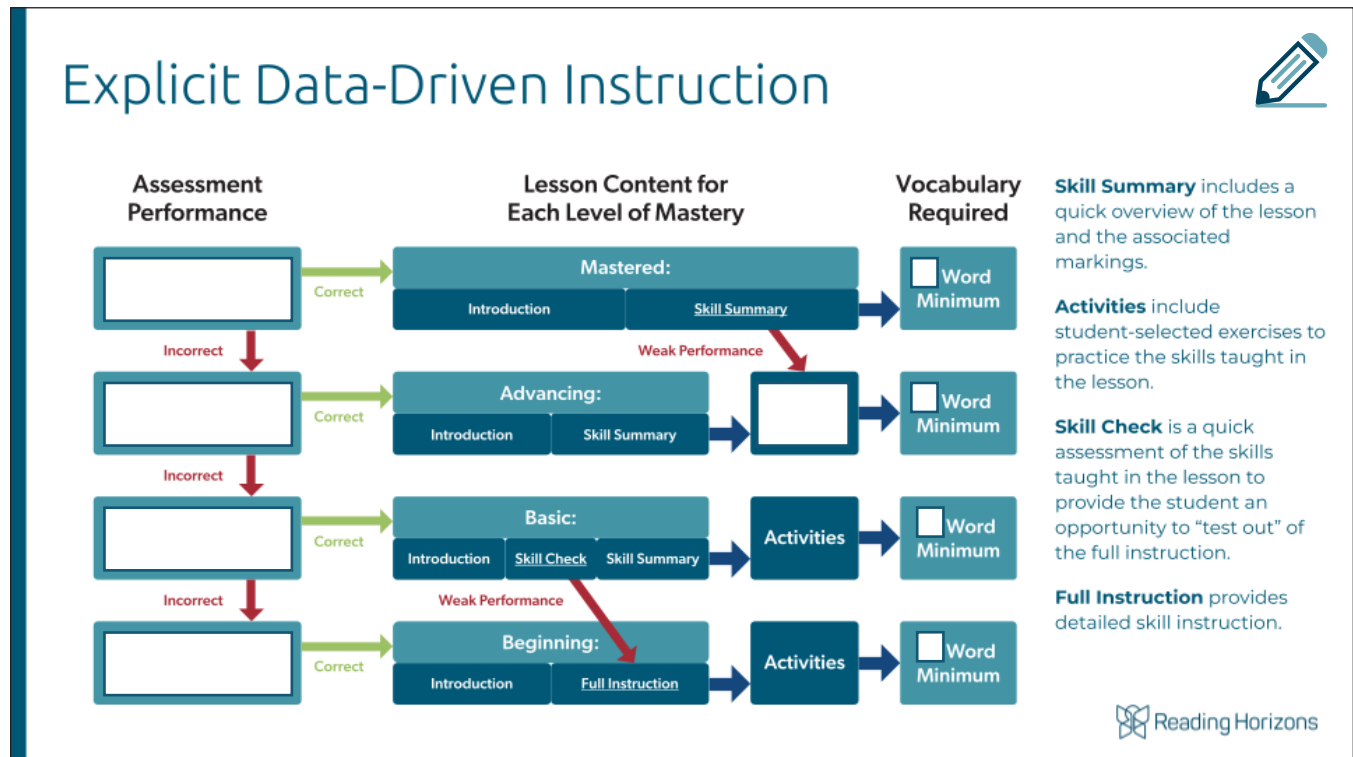 Explicit Data-Driven Instruction
Assessment
Performance
Lesson Content for
Each Level of Mastery
Vocabulary
Required
Correct
Mastered:
Introduction
Skill Summary
Word
Minimum
Incorrect
Weak Performance
Correct
Advancing:
Introduction
Skill Summary
Word
Minimum
Incorrect
Correct
Basic:
Introduction
Skill Check
Skill Summary
Activities
Word
Minimum
Incorrect
Weak Performance
Correct
Beginning:
Introduction
Full Instruction
Activities
Word
Minimum
Skill Summary includes a
quick overview of the lesson
and the associated
markings.
Activities include
student-selected exercises to
practice the skills taught in
the lesson.
Skill Check is a quick
assessment of the skills
taught in the lesson to
provide the student an
opportunity to “test out” of
the full instruction.
Full Instruction provides
detailed skill instruction.
Reading Horizons